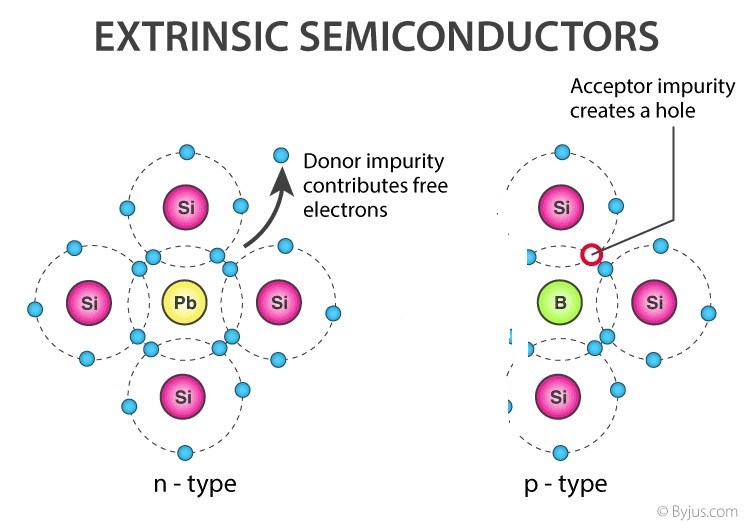 EXTRINSIC SEMICONDUCTORS
Acceptor impurity
creates a hole
Donor impurity
contributes free
electrons
Si
Si
Si
Pb
Si
B
Si
Si
Si
n - type
p - type
© Byjus.com